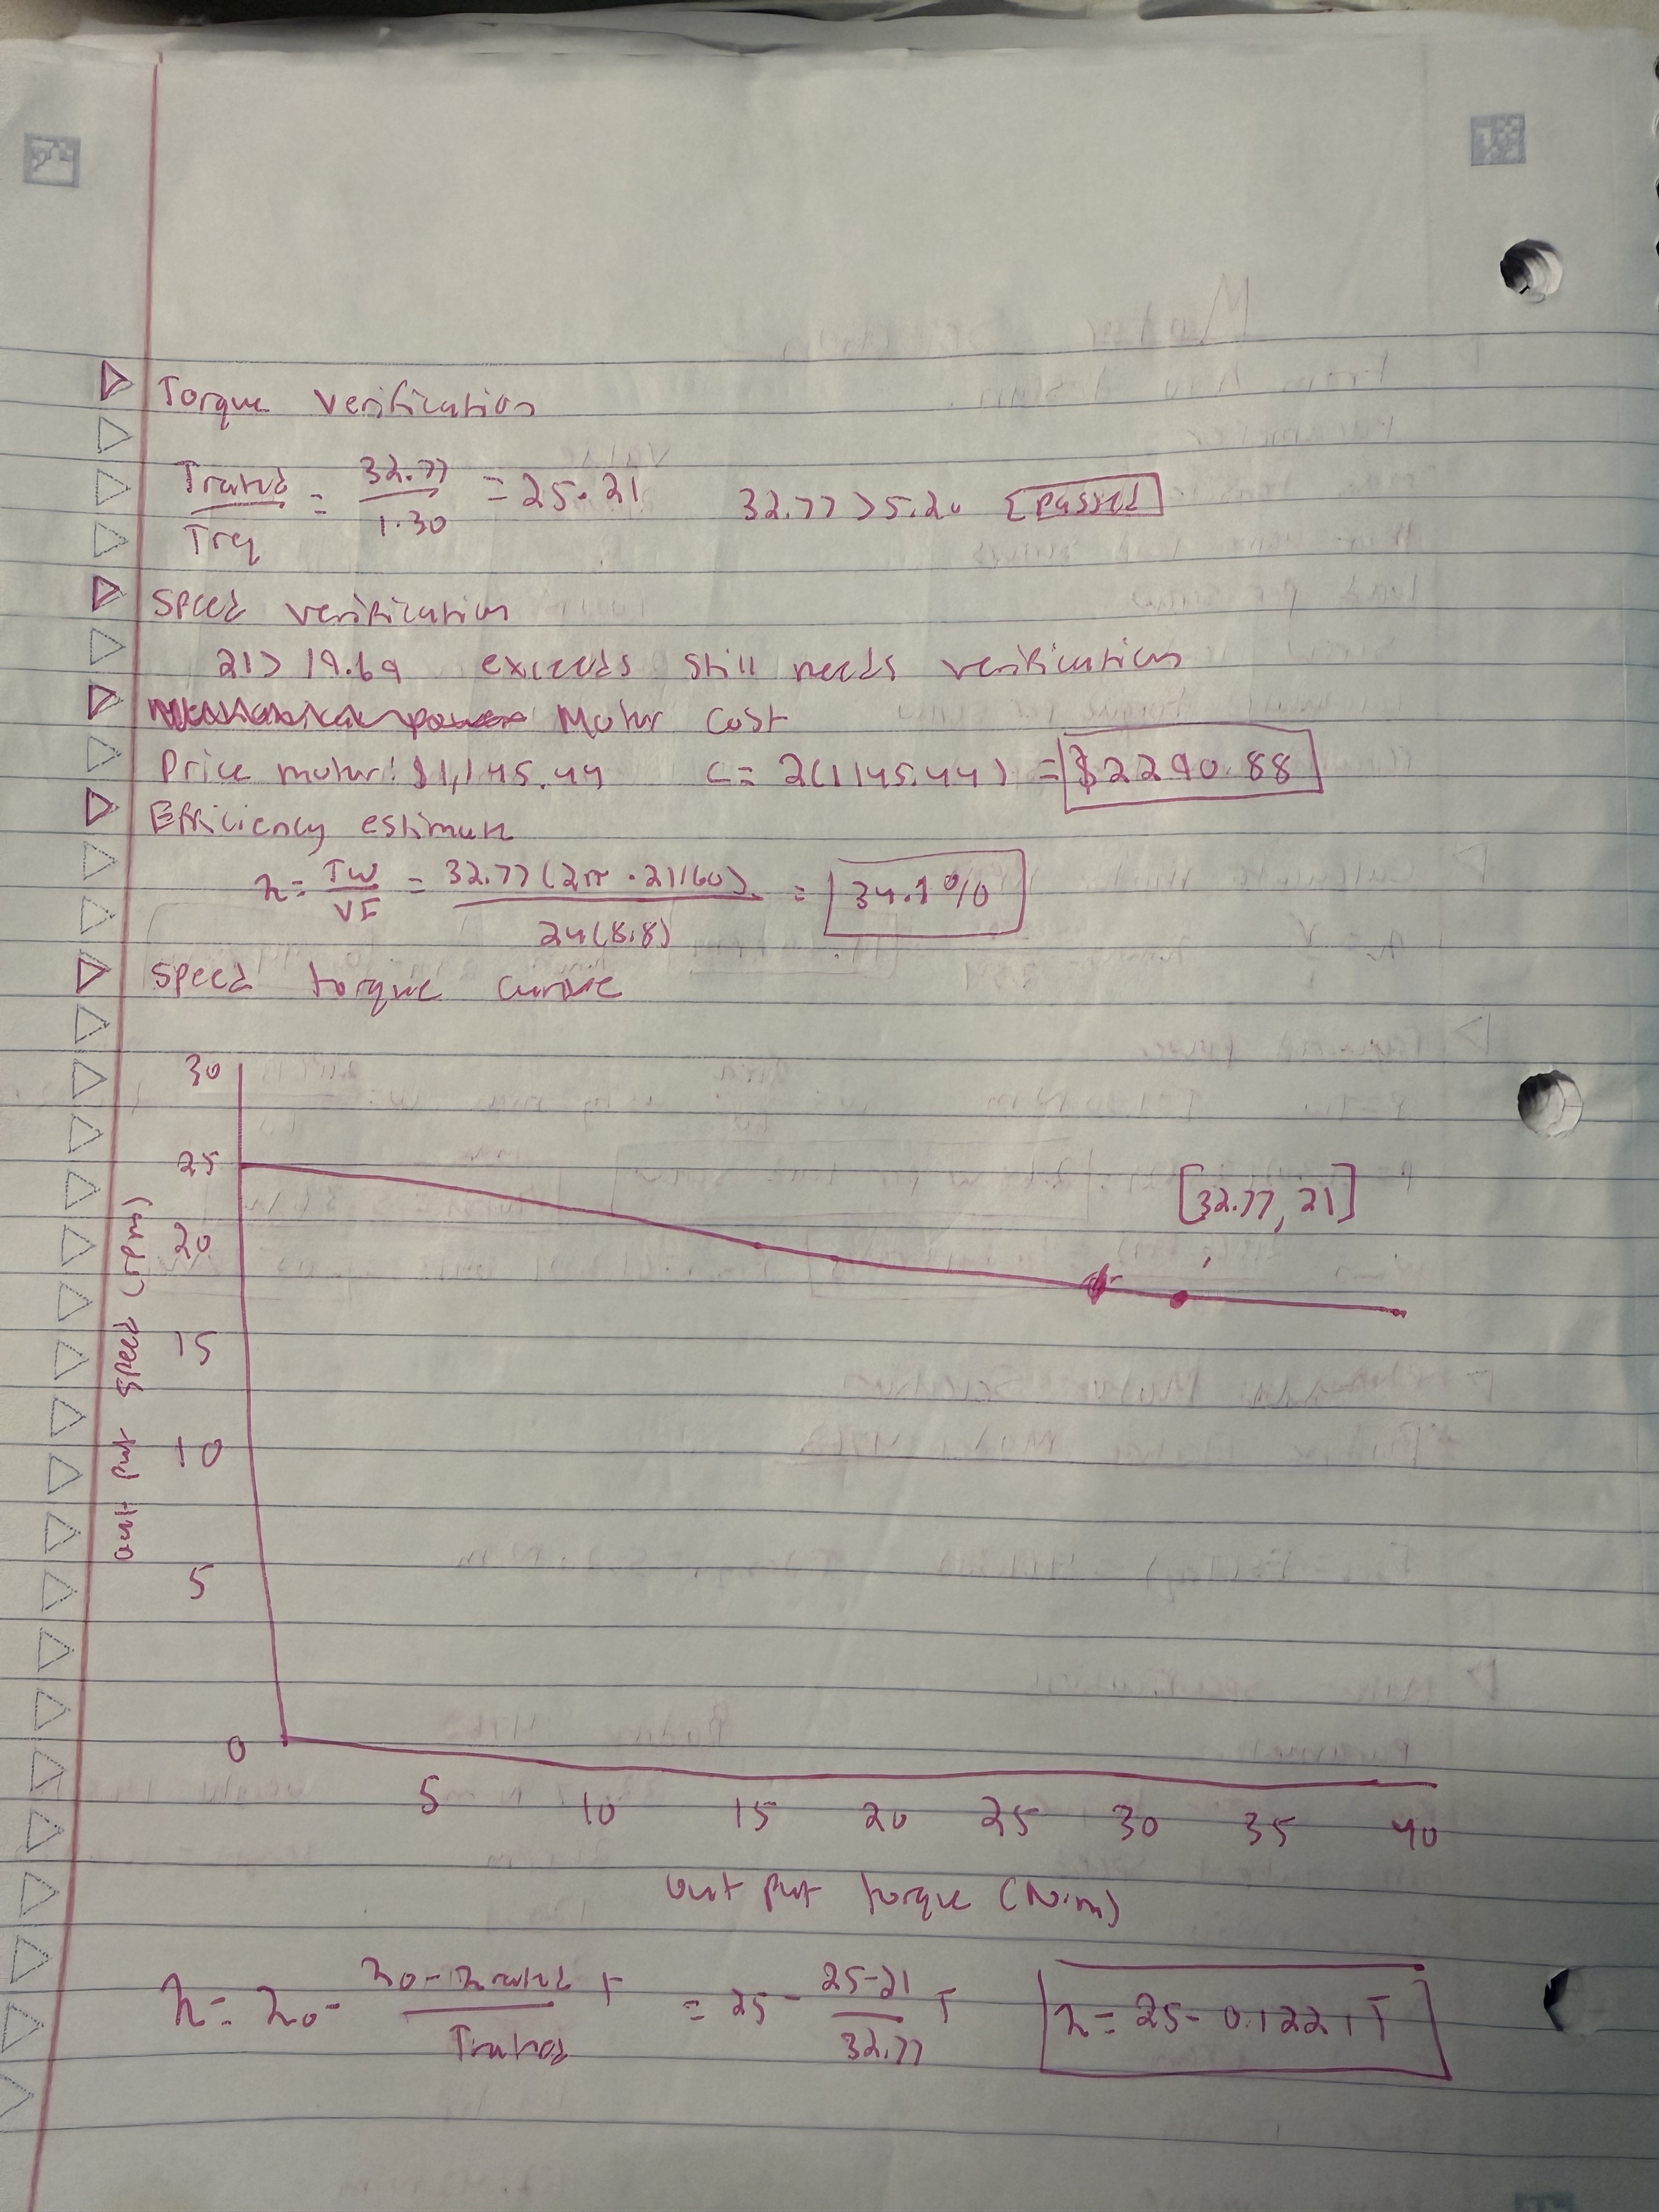 Torque verification
Trated/Treq = 32.77/1.30 = 25.21 32.77 > 5.20 [Passed]
Speed verification
21 > 19.69 exceeds still needs verification
Motor Cost
Price motor: $1,145.44 C = 2(1145.44) = $2290.88
Efficiency estimate
η = Tω/VI = 32.77(2π · 21/60)/24(8.8) = 34.1%
Speed torque curve
30
25
[32.77, 21]
20
15
10
5
0
out put speed (rpm)
5 10 15 20 25 30 35 40
out put torque (N·m)
n = n0 - n0 - nrated/Trated T = 25 - 25-21/32.77 T n = 25 - 0.1221T